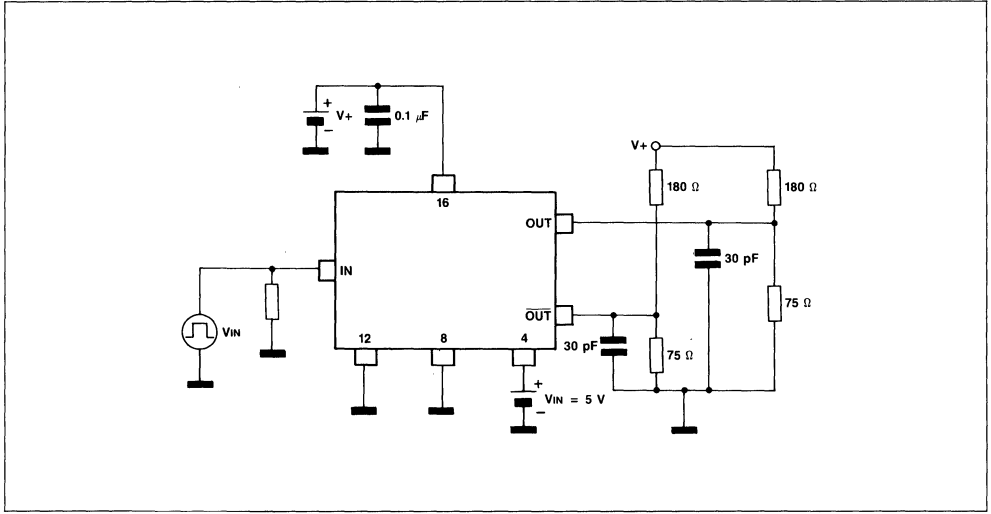 V+
0.1 μF
V+
180 Ω
180 Ω
16
OUT
30 pF
IN
75 Ω
OUT
VIN
12
8
4
30 pF
75 Ω
VIN = 5 V
+
−
+
−